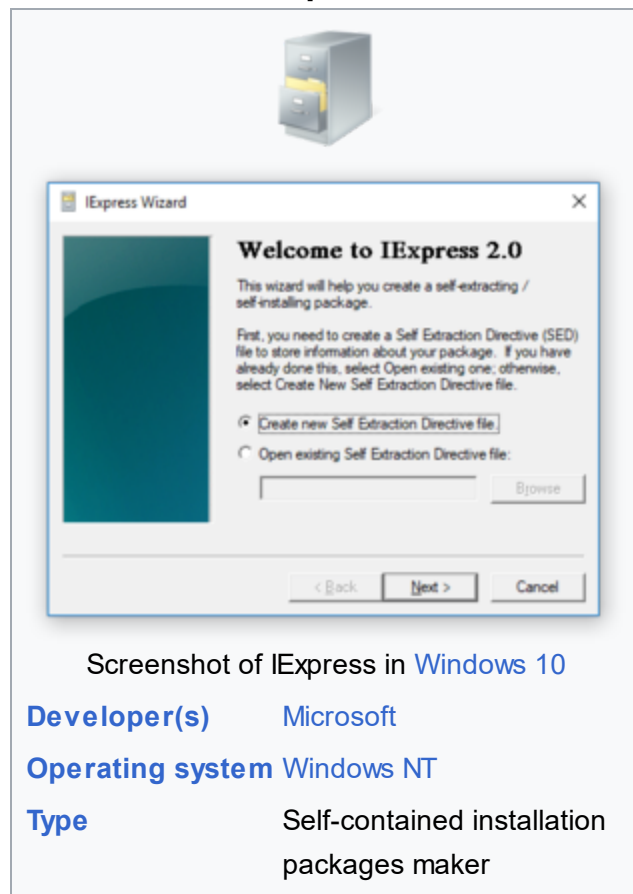 IExpress Wizard
Welcome to IExpress 2.0
This wizard will help you create a self-extracting /
self-installing package.
First, you need to create a Self Extraction Directive (SED)
file to store information about your package. If you have
already done this, select Open existing one; otherwise,
select Create New Self Extraction Directive file.
Create new Self Extraction Directive file.
Open existing Self Extraction Directive file:
Browse
< Back
Next >
Cancel
Screenshot of IExpress in Windows 10
Developer(s) Microsoft
Operating system Windows NT
Type Self-contained installation
packages maker